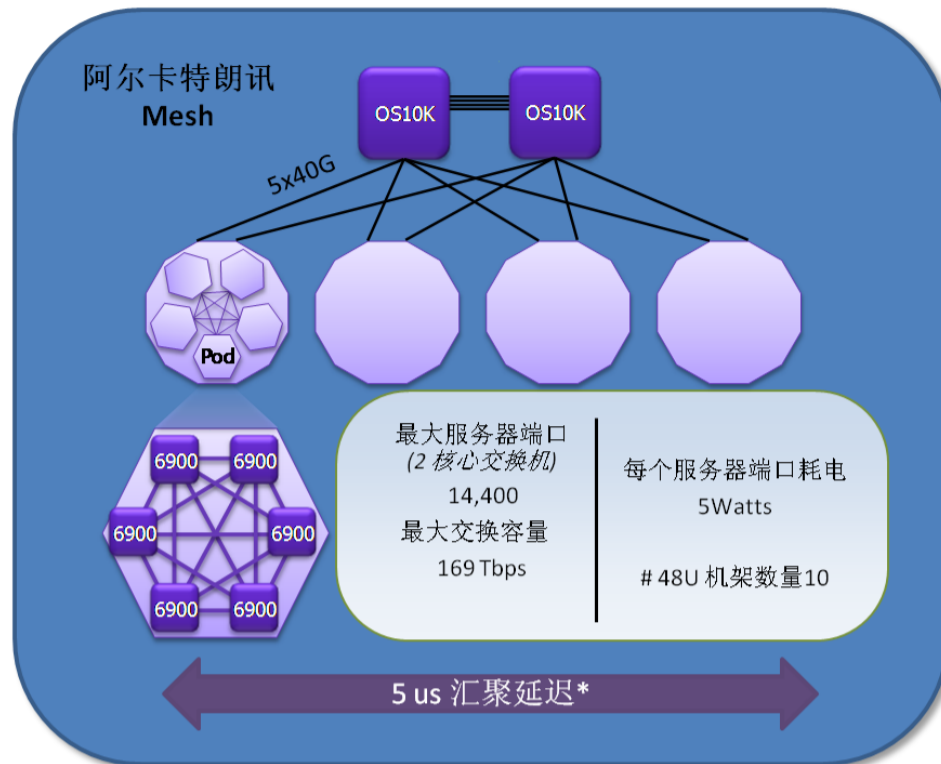 阿尔卡特朗讯
Mesh
OS10K
OS10K
5x40G
Pod
6900
6900
6900
6900
6900
6900
最大服务器端口
(2 核心交换机)
14,400
最大交换容量
169 Tbps
每个服务器端口耗电
5Watts
# 48U 机架数量10
5 us 汇聚延迟*